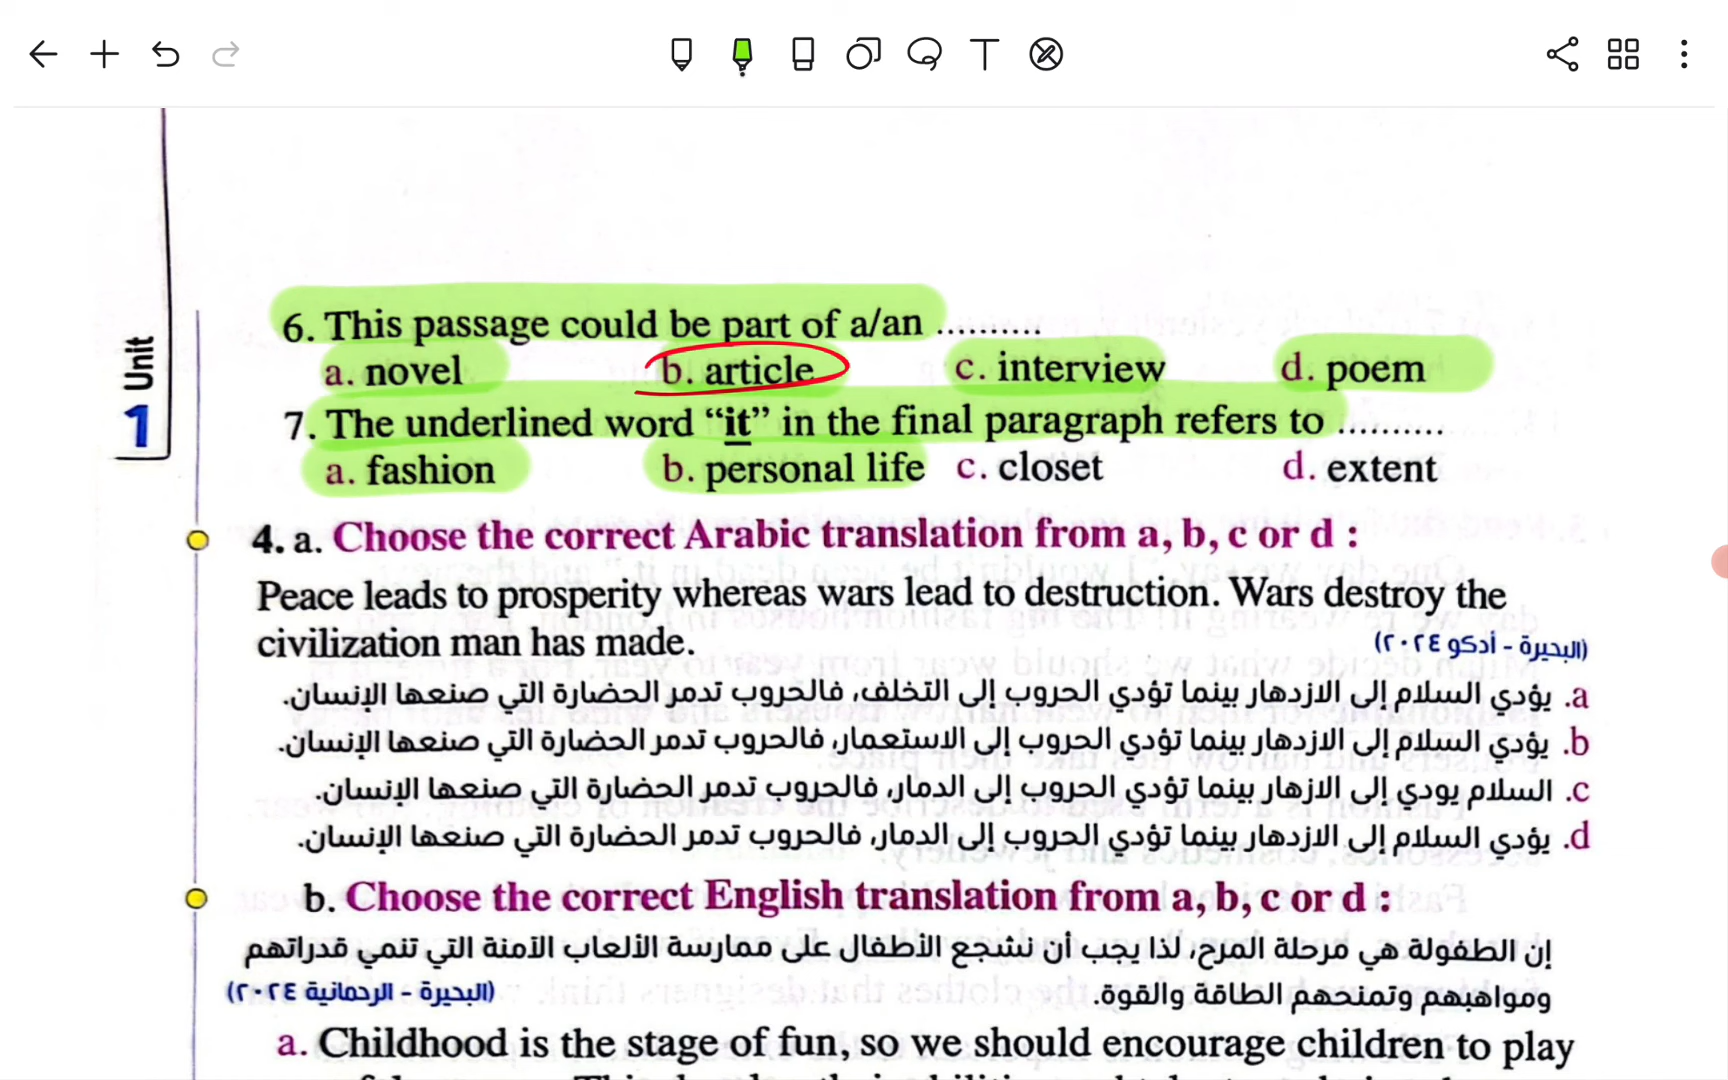 Unit 1
6. This passage could be part of a/an ..........
a. novel b. article c. interview d. poem
7. The underlined word “it” in the final paragraph refers to ..........
a. fashion b. personal life c. closet d. extent
4. a. Choose the correct Arabic translation from a, b, c or d :
Peace leads to prosperity whereas wars lead to destruction. Wars destroy the
civilization man has made.
(البحيرة - أدكو ٢٠٢٤)
a. يؤدي السلام إلى الازدهار بينما تؤدي الحروب إلى التخلف، فالحروب تدمر الحضارة التي صنعها الإنسان.
b. يؤدي السلام إلى الازدهار بينما تؤدي الحروب إلى الاستعمار، فالحروب تدمر الحضارة التي صنعها الإنسان.
c. السلام يودي إلى الازهار بينما تؤدي الحروب إلى الدمار، فالحروب تدمر الحضارة التي صنعها الإنسان.
d. يؤدي السلام إلى الازدهار بينما تؤدي الحروب إلى الدمار، فالحروب تدمر الحضارة التي صنعها الإنسان.
b. Choose the correct English translation from a, b, c or d :
إن الطفولة هي مرحلة المرح، لذا يجب أن نشجع الأطفال على ممارسة الألعاب الآمنة التي تنمي قدراتهم
ومواهبهم وتمنحهم الطاقة والقوة. (البحيرة - الرحمانية ٢٠٢٤)
a. Childhood is the stage of fun, so we should encourage children to play